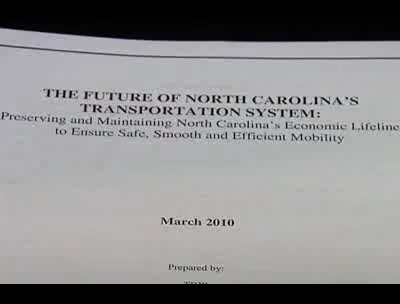 THE FUTURE OF NORTH CAROLINA'S
TRANSPORTATION SYSTEM:
Preserving and Maintaining North Carolina's Economic Lifeline
to Ensure Safe, Smooth and Efficient Mobility
March 2010
Prepared by: